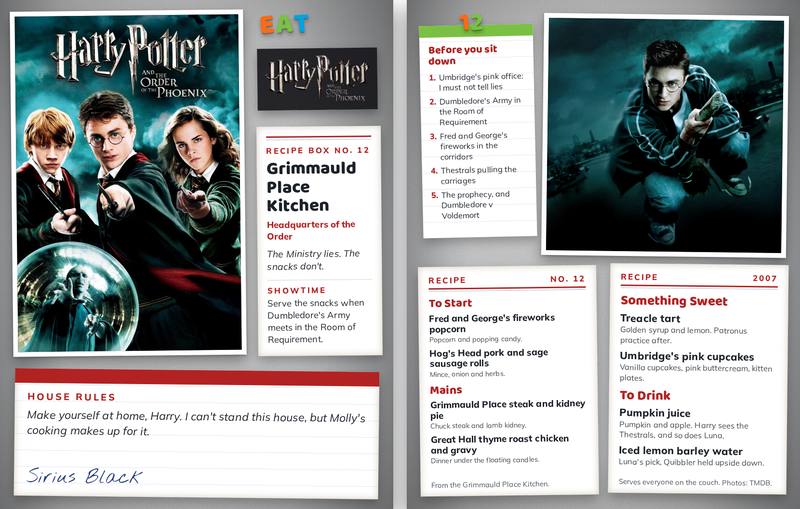 Harry Potter
AND THE
ORDER
OF THE PHOENIX
EAT
Harry Potter
AND THE
ORDER
OF THE PHOENIX
RECIPE BOX NO. 12
Grimmauld
Place
Kitchen
Headquarters of the
Order
The Ministry lies. The
snacks don't.
SHOWTIME
Serve the snacks when
Dumbledore's Army
meets in the Room of
Requirement.
HOUSE RULES
Make yourself at home, Harry. I can't stand this house, but Molly's
cooking makes up for it.
Sirius Black
12
Before you sit
down
1. Umbridge's pink office:
I must not tell lies
2. Dumbledore's Army in
the Room of
Requirement
3. Fred and George's
fireworks in the
corridors
4. Thestrals pulling the
carriages
5. The prophecy, and
Dumbledore v
Voldemort
RECIPE NO. 12
To Start
Fred and George's fireworks
popcorn
Popcorn and popping candy.
Hog's Head pork and sage
sausage rolls
Mince, onion and herbs.
Mains
Grimmauld Place steak and kidney
pie
Chuck steak and lamb kidney.
Great Hall thyme roast chicken
and gravy
Dinner under the floating candles.
From the Grimmauld Place Kitchen.
RECIPE 2007
Something Sweet
Treacle tart
Golden syrup and lemon. Patronus
practice after.
Umbridge's pink cupcakes
Vanilla cupcakes, pink buttercream, kitten
plates.
To Drink
Pumpkin juice
Pumpkin and apple. Harry sees the
Thestrals, and so does Luna.
Iced lemon barley water
Luna's pick, Quibbler held upside down.
Serves everyone on the couch. Photos: TMDB.